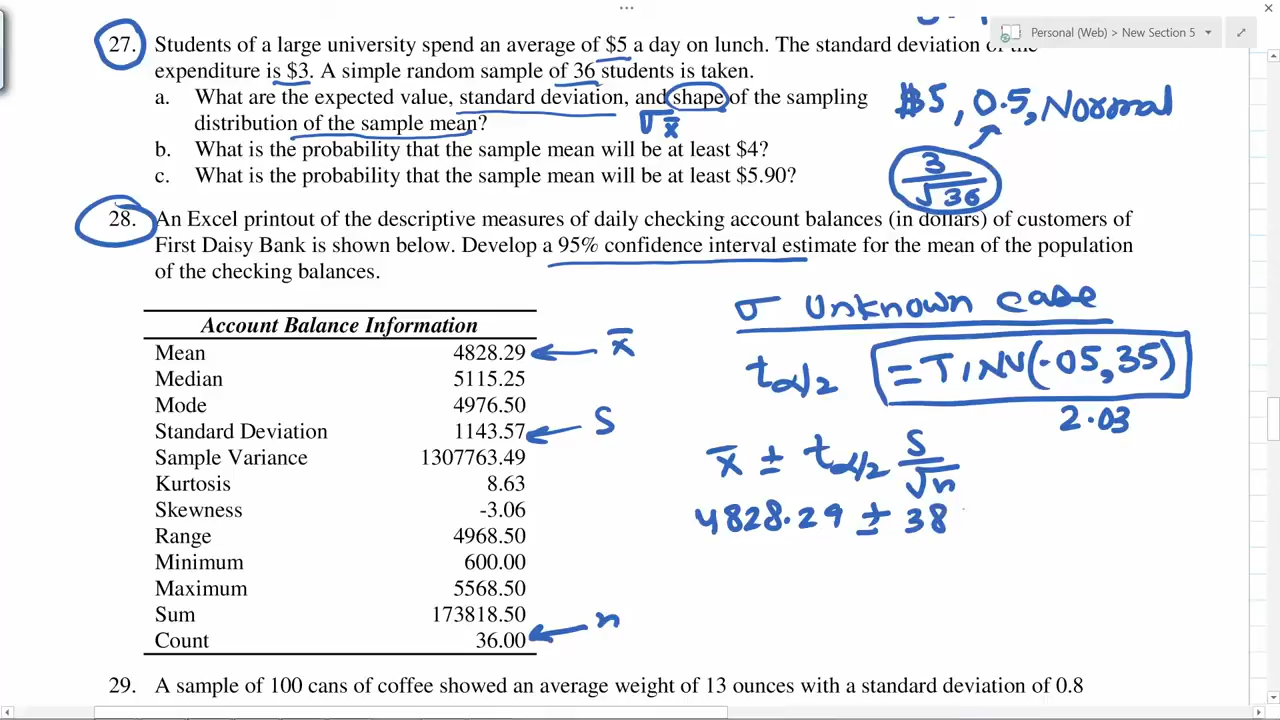 Personal (Web) > New Section 5
27. Students of a large university spend an average of $5 a day on lunch. The standard deviation of the
expenditure is $3. A simple random sample of 36 students is taken.
a. What are the expected value, standard deviation, and shape of the sampling
distribution of the sample mean?
σ x̄
b. What is the probability that the sample mean will be at least $4?
c. What is the probability that the sample mean will be at least $5.90?
$5, 0.5, Normal
3
√36
28. An Excel printout of the descriptive measures of daily checking account balances (in dollars) of customers of
First Daisy Bank is shown below. Develop a 95% confidence interval estimate for the mean of the population
of the checking balances.
Account Balance Information
Mean 4828.29 x̄
Median 5115.25
Mode 4976.50
Standard Deviation 1143.57 S
Sample Variance 1307763.49
Kurtosis 8.63
Skewness -3.06
Range 4968.50
Minimum 600.00
Maximum 5568.50
Sum 173818.50
Count 36.00 n
σ Unknown case
tα/2 =TINV(.05,35)
2.03
x̄ ± tα/2 S/√n
4828.29 ± 38
29. A sample of 100 cans of coffee showed an average weight of 13 ounces with a standard deviation of 0.8